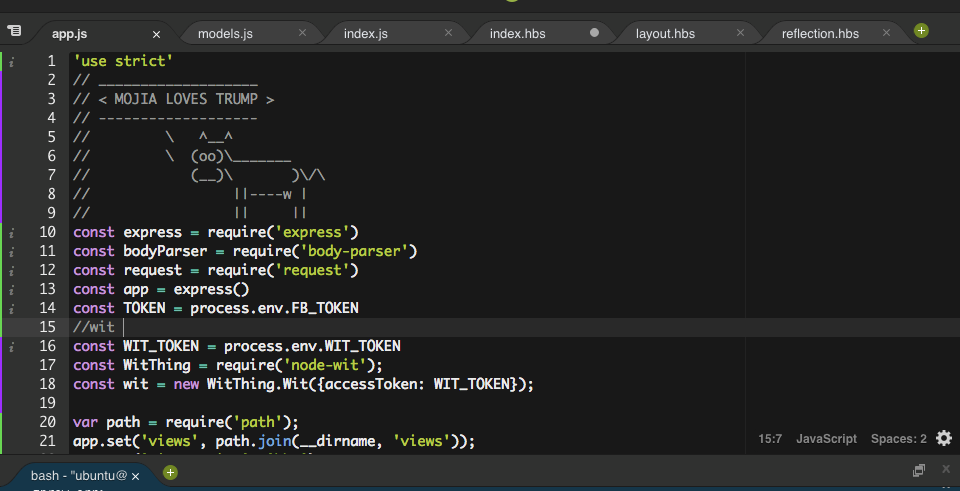 app.js × models.js × index.js × index.hbs layout.hbs × reflection.hbs ×
1 'use strict'
2 // ___________________
3 // < MOJIA LOVES TRUMP >
4 // -------------------
5 //         \   ^__^
6 //         \  (oo)\_______
7 //            (__)\       )\/\
8 //                 ||----w |
9 //                 ||     ||
10 const express = require('express')
11 const bodyParser = require('body-parser')
12 const request = require('request')
13 const app = express()
14 const TOKEN = process.env.FB_TOKEN
15 //wit
16 const WIT_TOKEN = process.env.WIT_TOKEN
17 const WitThing = require('node-wit');
18 const wit = new WitThing.Wit({accessToken: WIT_TOKEN});
19
20 var path = require('path');
21 app.set('views', path.join(__dirname, 'views'));
15:7 JavaScript Spaces: 2
bash - "ubuntu@ ×